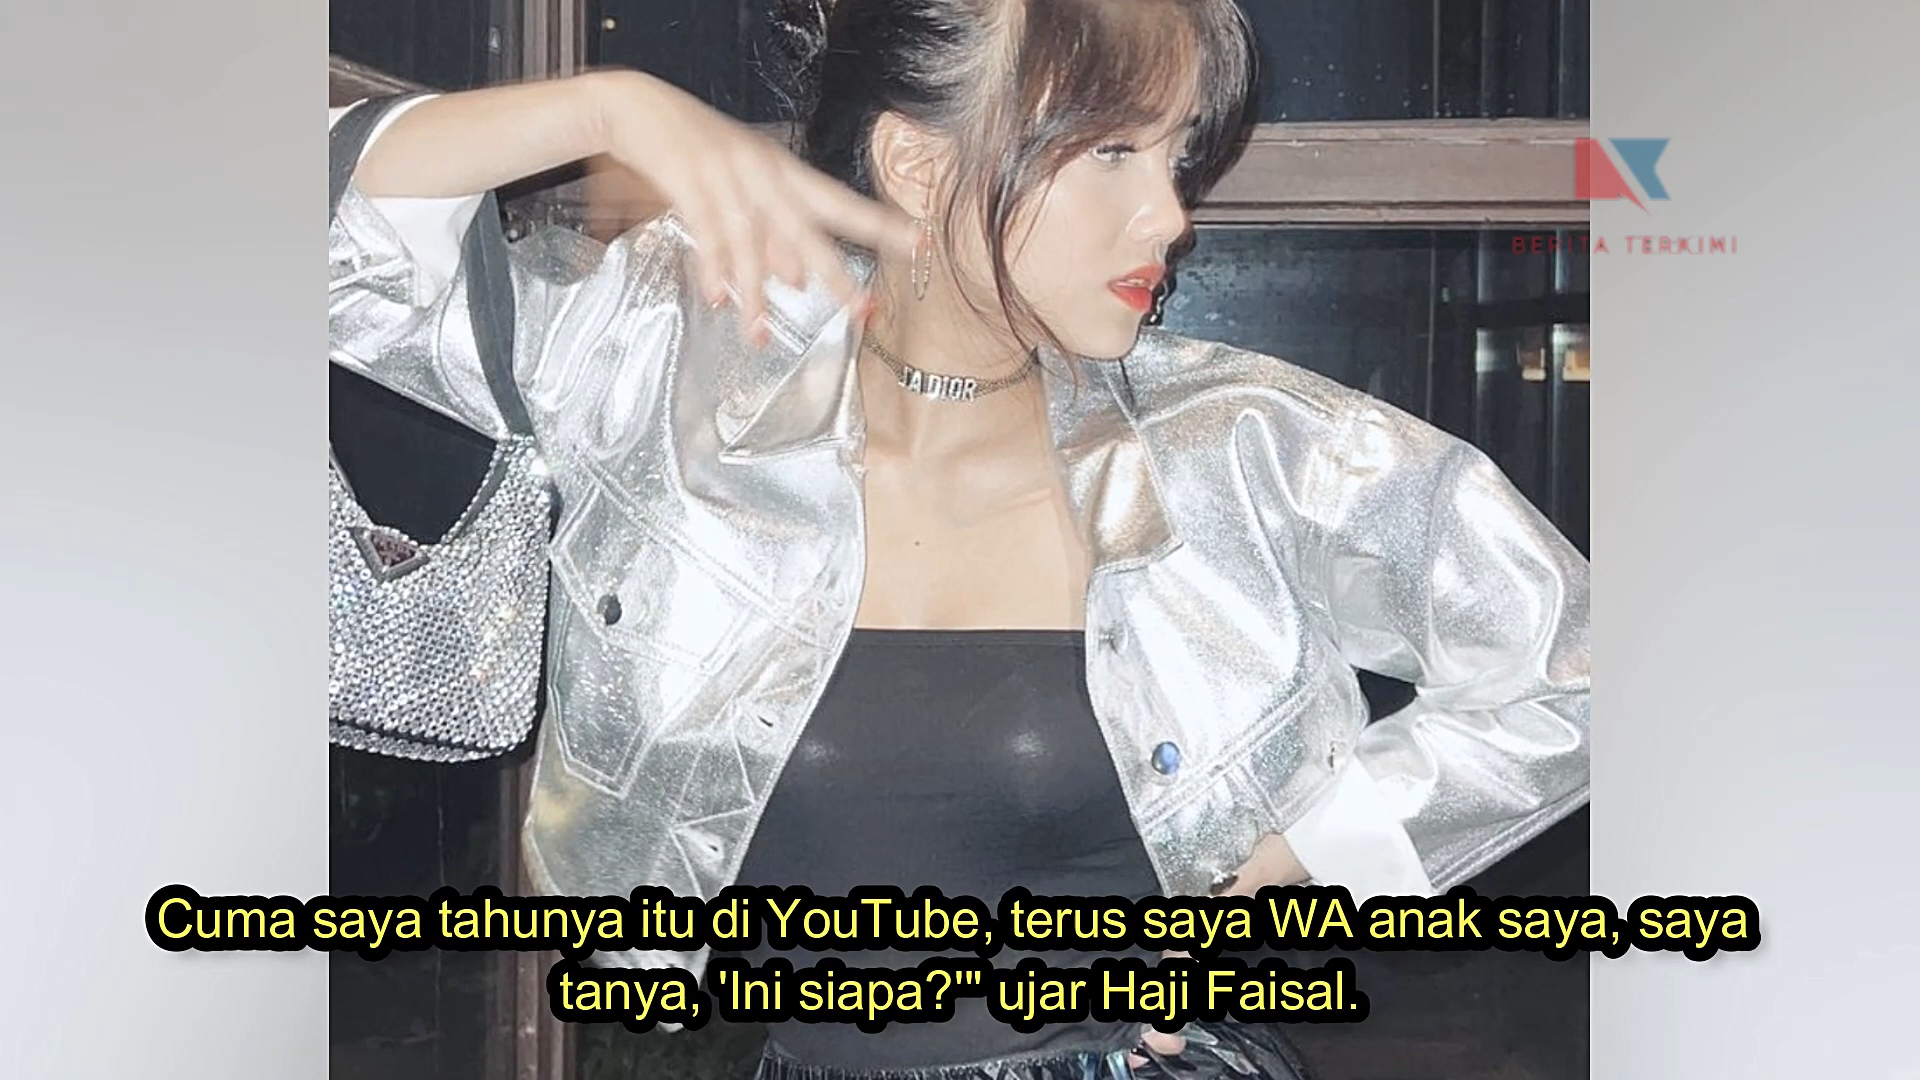 BERITA TERKINI
J'ADIOR
Cuma saya tahunya itu di YouTube, terus saya WA anak saya, saya
tanya, 'Ini siapa?'" ujar Haji Faisal.